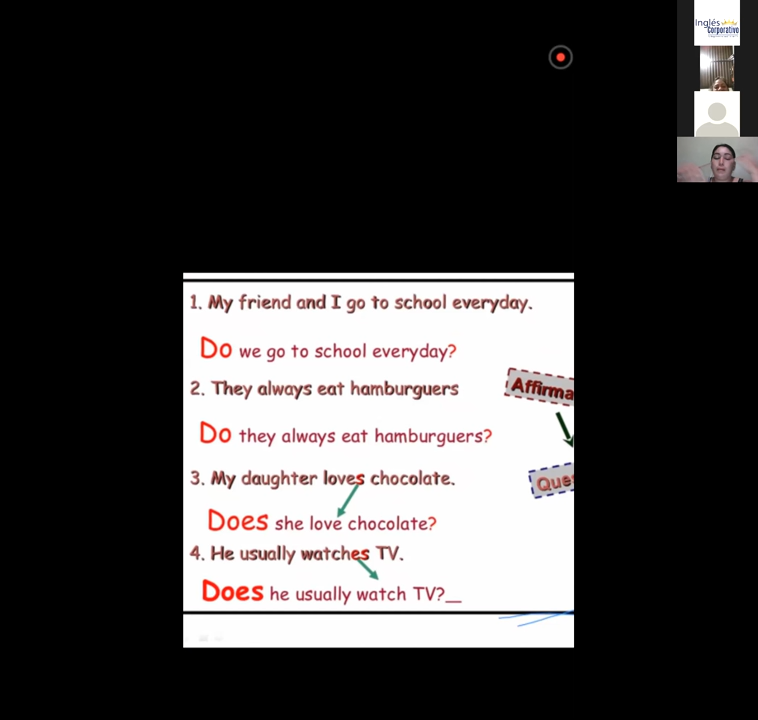 Inglés
Corporativo
1. My friend and I go to school everyday.
Do we go to school everyday?
2. They always eat hamburguers
Affirma
Do they always eat hamburguers?
3. My daughter loves chocolate.
Ques
Does she love chocolate?
4. He usually watches TV.
Does he usually watch TV?__